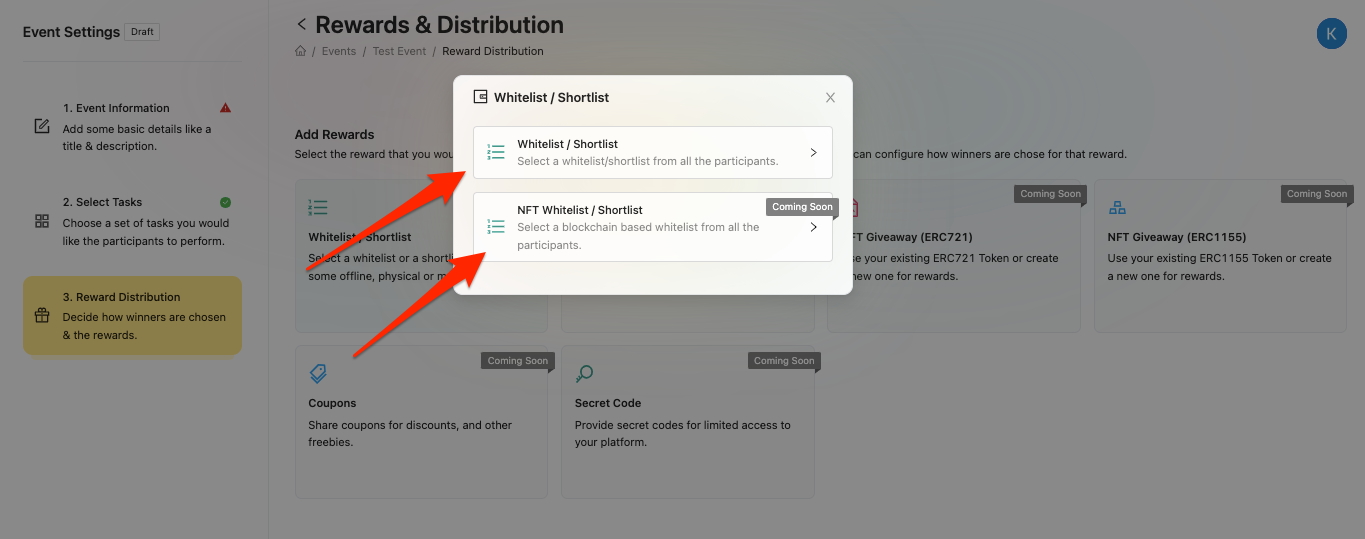 Event Settings Draft
1. Event Information
Add some basic details like a
title & description.
2. Select Tasks
Choose a set of tasks you would
like the participants to perform.
3. Reward Distribution
Decide how winners are chosen
& the rewards.
Rewards & Distribution
/ Events / Test Event / Reward Distribution
K
Add Rewards
Select the reward that you wou
can configure how winners are chose for that reward.
Whitelist / Shortlist
Whitelist / Shortlist
Select a whitelist/shortlist from all the participants.
Coming Soon
NFT Whitelist / Shortlist
Select a blockchain based whitelist from all the
participants.
Whitelist / Shortlist
Select a whitelist or a shortl
some offline, physical or m
Coming Soon
FT Giveaway (ERC721)
se your existing ERC721 Token or create
new one for rewards.
Coming Soon
NFT Giveaway (ERC1155)
Use your existing ERC1155 Token or create
a new one for rewards.
Coming Soon
Coupons
Share coupons for discounts, and other
freebies.
Coming Soon
Secret Code
Provide secret codes for limited access to
your platform.